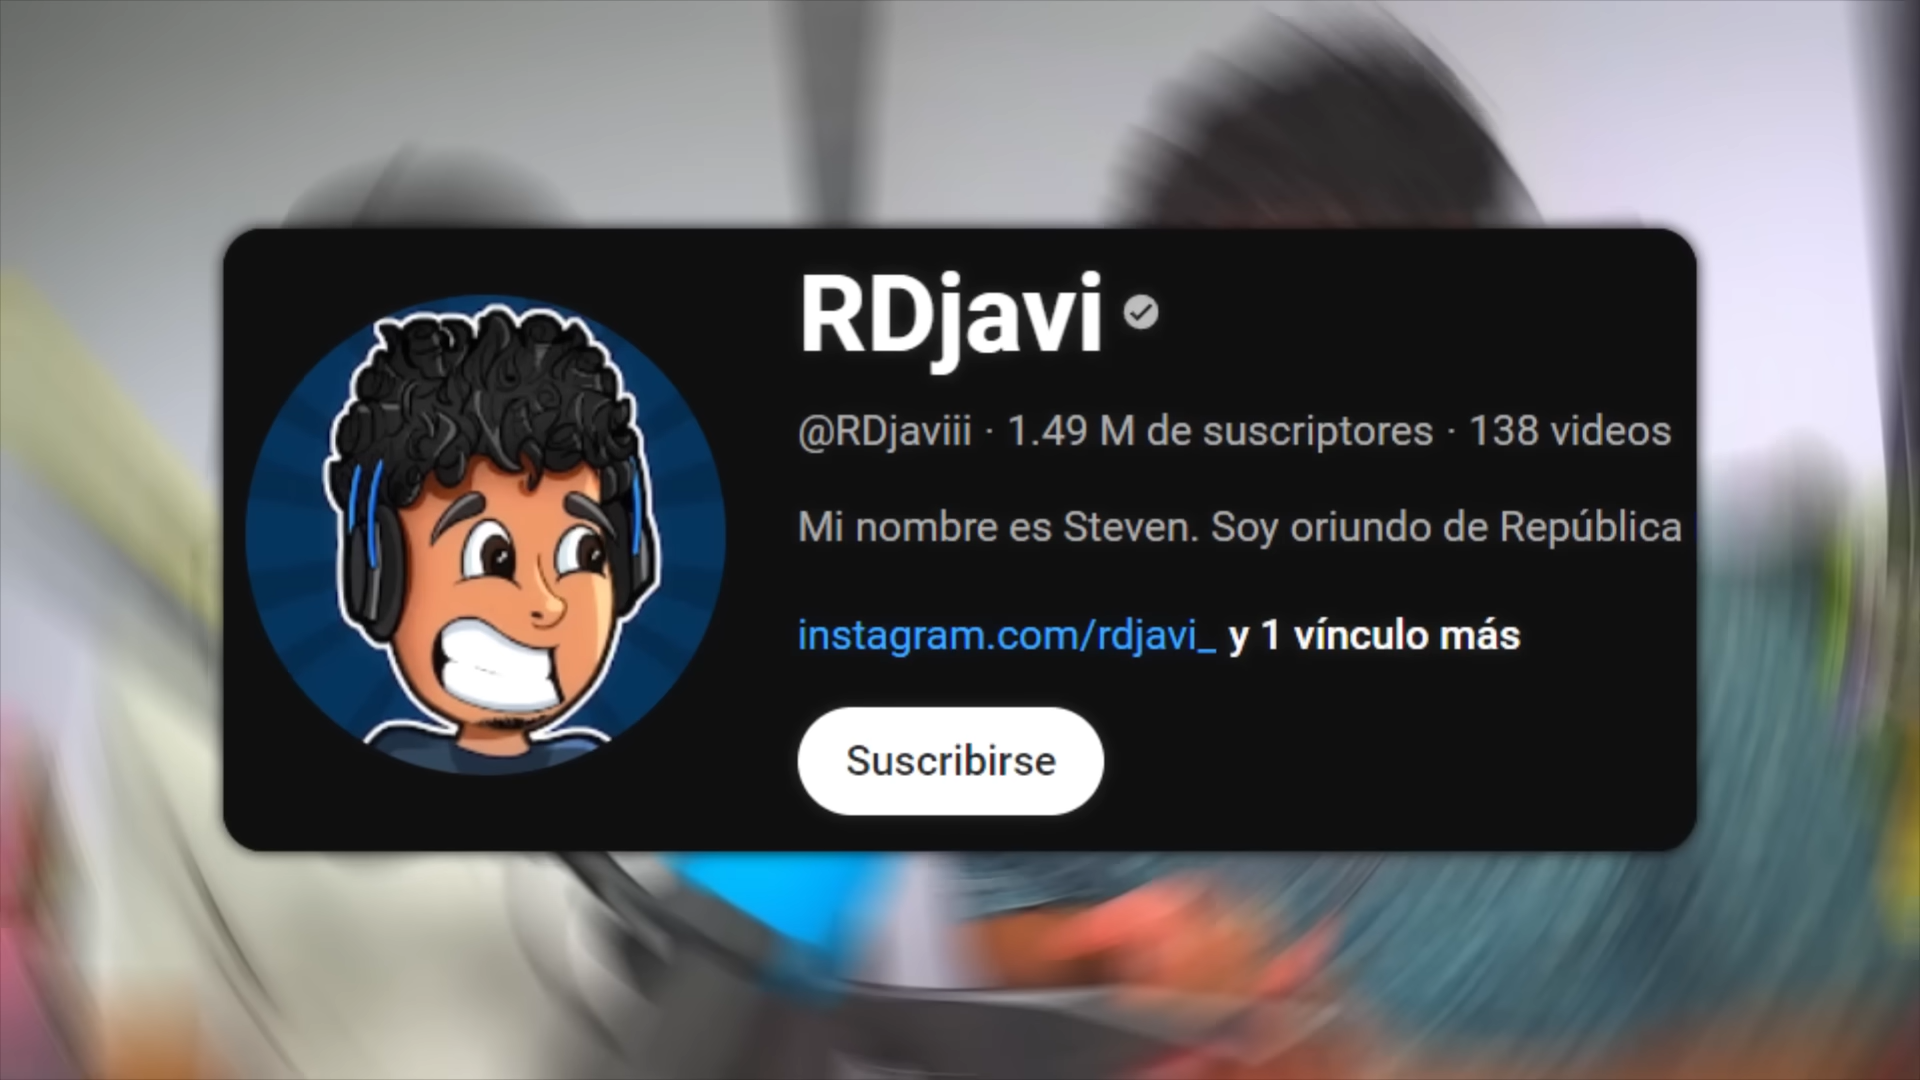 RDjavi
@RDjaviii · 1.49 M de suscriptores · 138 videos
Mi nombre es Steven. Soy oriundo de República
instagram.com/rdjavi_ y 1 vínculo más
Suscribirse